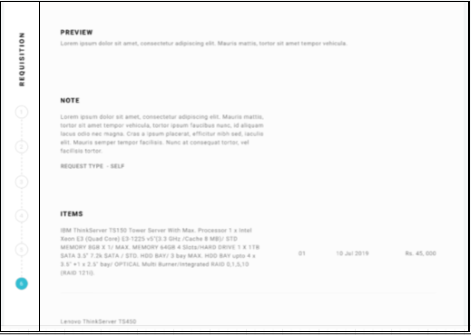 REQUISITION
PREVIEW
Lorem ipsum dolor sit amet, consectetur adipiscing elit. Mauris mattis, tortor sit amet tempor vehicula.
NOTE
Lorem ipsum dolor sit amet, consectetur adipiscing elit. Mauris mattis,
tortor sit amet tempor vehicula, tortor ipsum faucibus nunc, id aliquam
lacus odio nec magna. Cras a ipsum placerat, efficitur nibh sed, iaculis
elit. Mauris semper tempor facilisis. Nunc at consequat tortor, vel
facilisis tortor.
REQUEST TYPE - SELF
ITEMS
IBM ThinkServer TS150 Tower Server With Max. Processor 1 x Intel
Xeon E3 (Quad Core) E3-1225 v5"(3.3 GHz /Cache 8 MB)/ STD
MEMORY 8GB X 1/ MAX. MEMORY 64GB 4 Slots/HARD DRIVE 1 X 1TB
SATA 3.5" 7.2k SATA / STD. HDD BAY/ 3 bay MAX. HDD BAY upto 4 x
3.5" +1 x 2.5" bay/ OPTICAL Multi Burner/Integrated RAID 0,1,5,10
(RAID 121i).
01
10 Jul 2019
Rs. 40, 000
Lenovo ThinkServer TS450